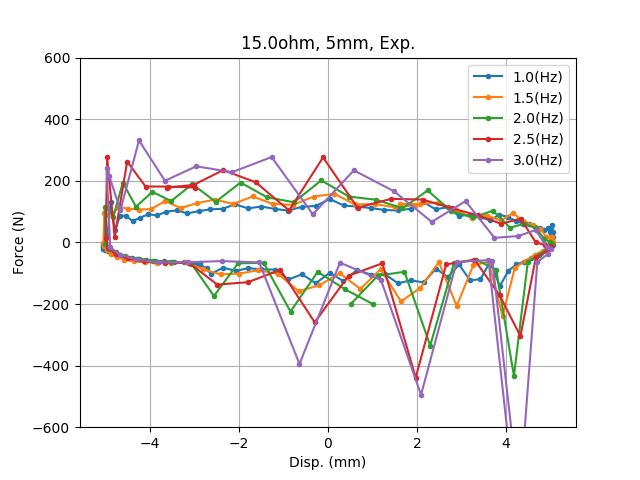 15.0ohm, 5mm, Exp.
600
400
200
0
−200
−400
−600
Force (N)
1.0(Hz)
1.5(Hz)
2.0(Hz)
2.5(Hz)
3.0(Hz)
−4
−2
0
2
4
Disp. (mm)